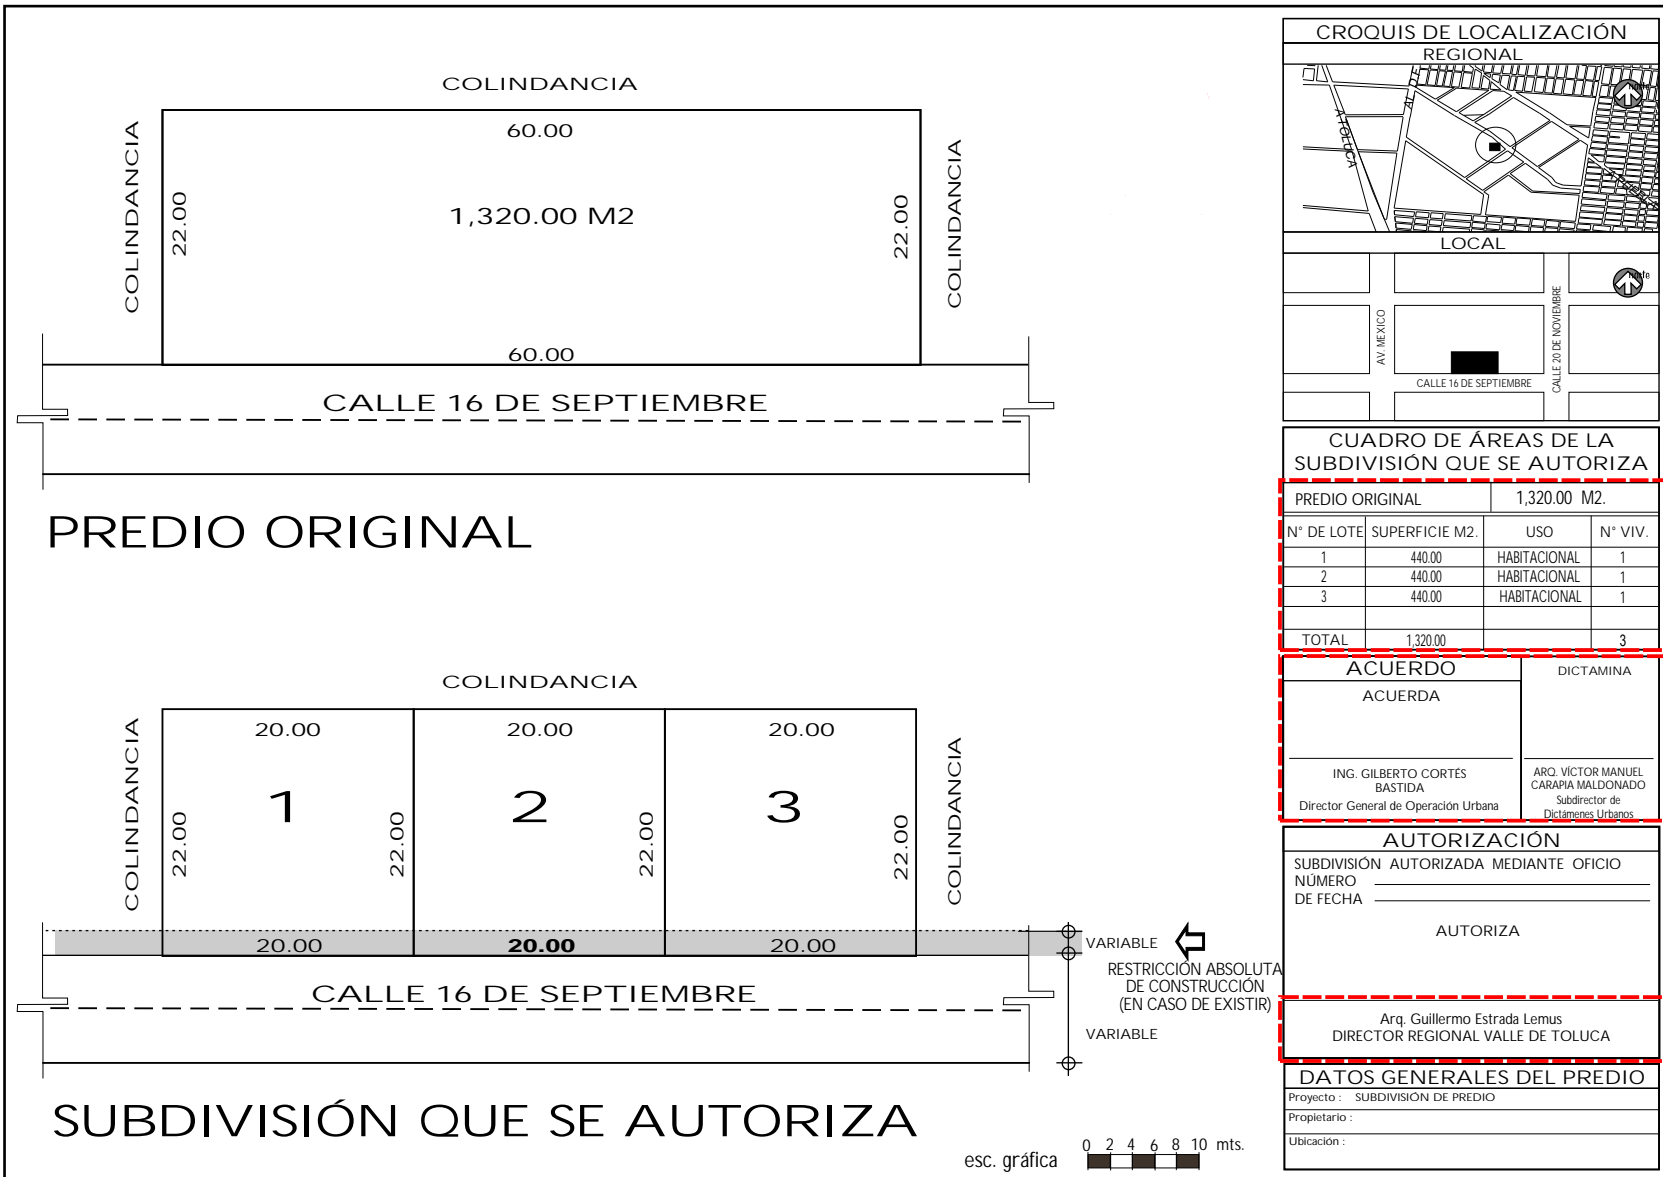 COLINDANCIA
COLINDANCIA
60.00
22.00
1,320.00 M2
22.00
COLINDANCIA
60.00
CALLE 16 DE SEPTIEMBRE
PREDIO ORIGINAL
COLINDANCIA
COLINDANCIA
20.00
20.00
20.00
1
2
3
22.00
22.00
22.00
22.00
COLINDANCIA
20.00
20.00
20.00
VARIABLE
RESTRICCIÓN ABSOLUTA
DE CONSTRUCCIÓN
(EN CASO DE EXISTIR)
CALLE 16 DE SEPTIEMBRE
VARIABLE
SUBDIVISIÓN QUE SE AUTORIZA
esc. gráfica
0 2 4 6 8 10 mts.
CROQUIS DE LOCALIZACIÓN
REGIONAL
A TOLUCA
norte
LOCAL
norte
AV. MEXICO
CALLE 20 DE NOVIEMBRE
CALLE 16 DE SEPTIEMBRE
CUADRO DE ÁREAS DE LA
SUBDIVISIÓN QUE SE AUTORIZA
PREDIO ORIGINAL 1,320.00 M2.
N° DE LOTE SUPERFICIE M2. USO N° VIV.
1 440.00 HABITACIONAL 1
2 440.00 HABITACIONAL 1
3 440.00 HABITACIONAL 1
TOTAL 1,320.00 3
ACUERDO
ACUERDA
ING. GILBERTO CORTÉS
BASTIDA
Director General de Operación Urbana
DICTAMINA
ARQ. VÍCTOR MANUEL
CARAPIA MALDONADO
Subdirector de
Dictámenes Urbanos
AUTORIZACIÓN
SUBDIVISIÓN AUTORIZADA MEDIANTE OFICIO
NÚMERO
DE FECHA
AUTORIZA
Arq. Guillermo Estrada Lemus
DIRECTOR REGIONAL VALLE DE TOLUCA
DATOS GENERALES DEL PREDIO
Proyecto : SUBDIVISIÓN DE PREDIO
Propietario :
Ubicación :